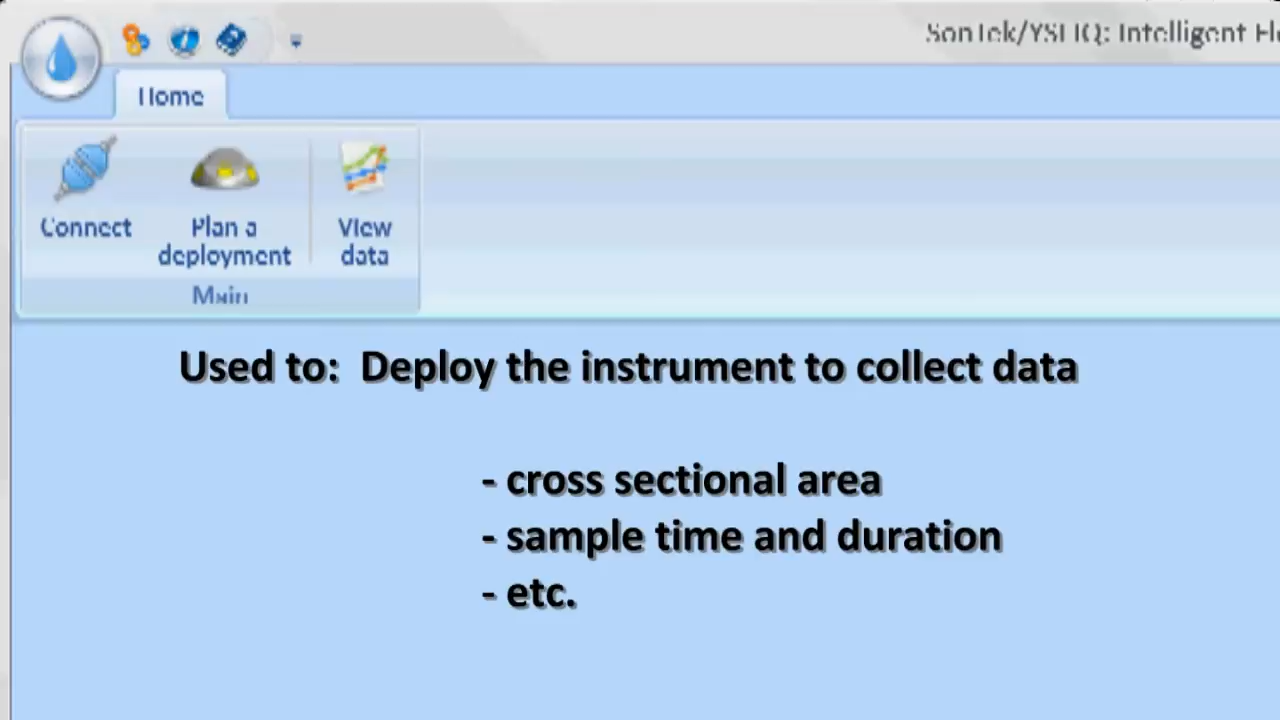 SonTek/YSI IQ: Intelligent
Home
Connect
Plan a
deployment
View
data
Main
Used to: Deploy the instrument to collect data
- cross sectional area
- sample time and duration
- etc.